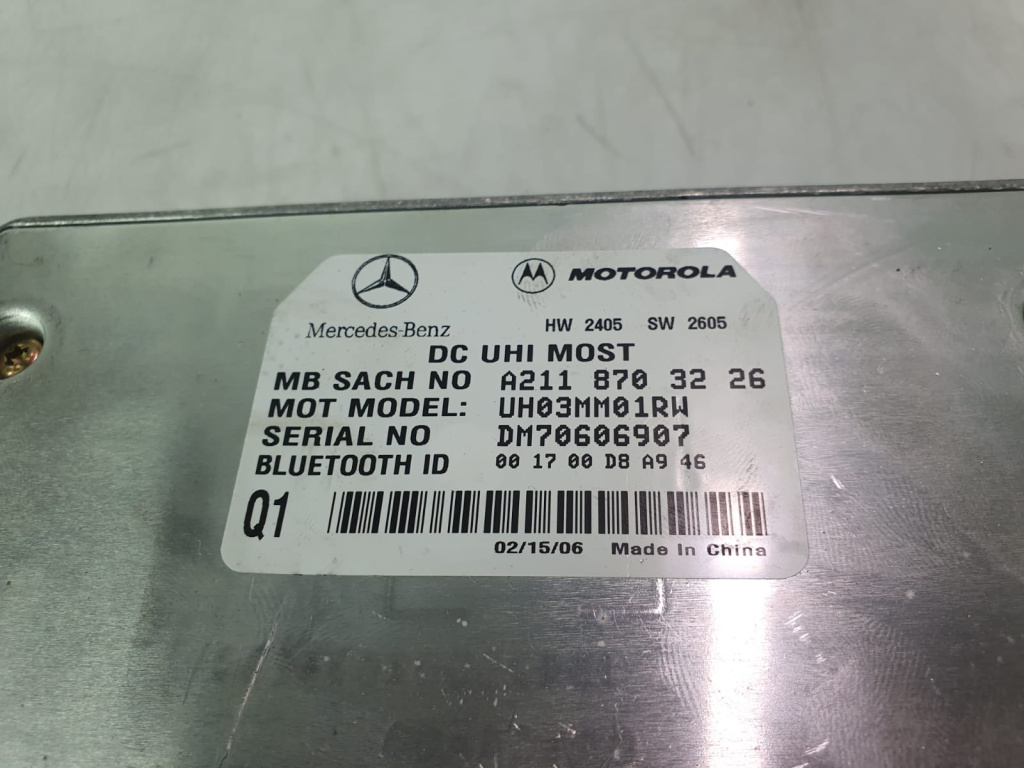 MOTOROLA
Mercedes-Benz
HW 2405 SW 2605
DC UHI MOST
MB SACH NO A211 870 32 26
MOT MODEL: UH03MM01RW
SERIAL NO DM70606907
BLUETOOTH ID 00 17 00 D8 A9 46
Q1
02/15/06 Made In China